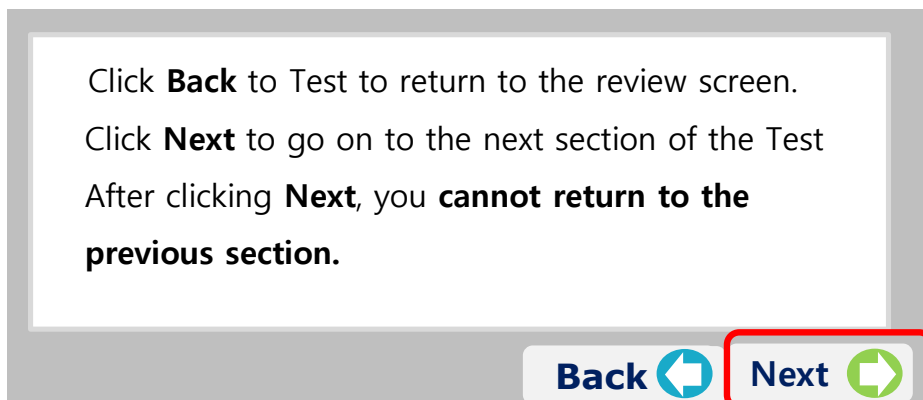 Click Back to Test to return to the review screen.
Click Next to go on to the next section of the Test
After clicking Next, you cannot return to the
previous section.
Back Next